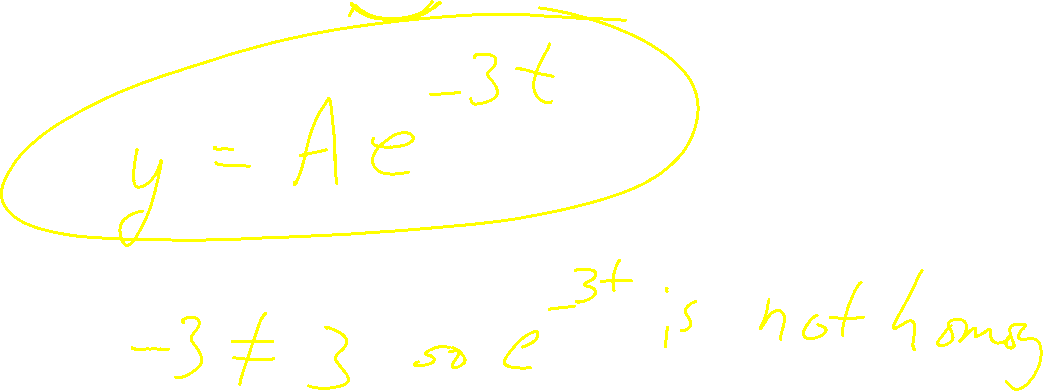 y = Ae^{-3t}
-3 ≠ 3 so e^{-3t} is not homog